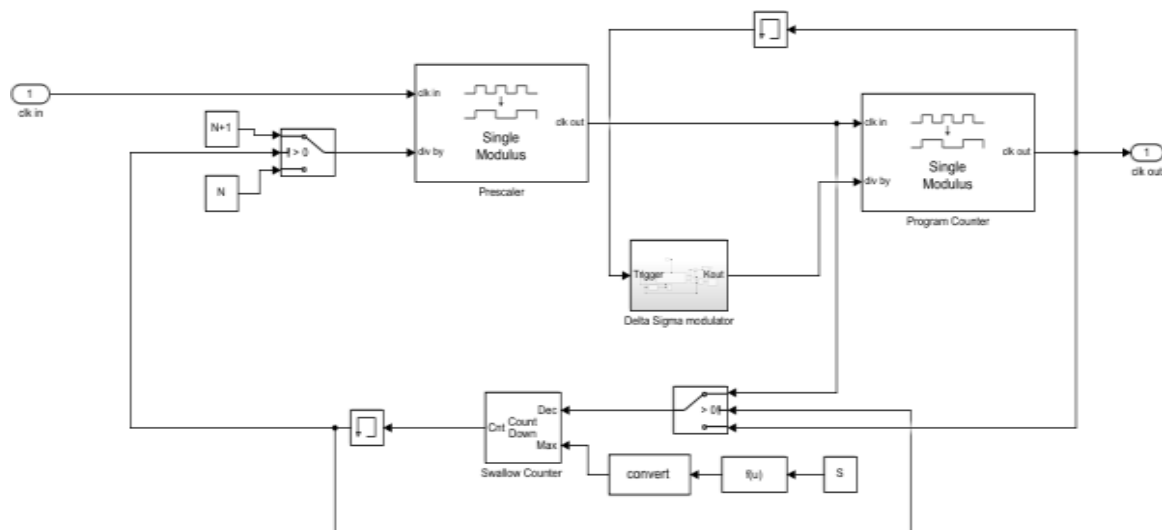 1
clk in
N+1
> 0
N
clk in
div by
Single
Modulus
clk out
Prescaler
clk in
div by
Single
Modulus
clk out
Program Counter
1
clk out
Trigger
Kout
Delta Sigma modulator
Cnt
Count
Down
Dec
Max
Swallow Counter
> 0
convert
f(u)
S